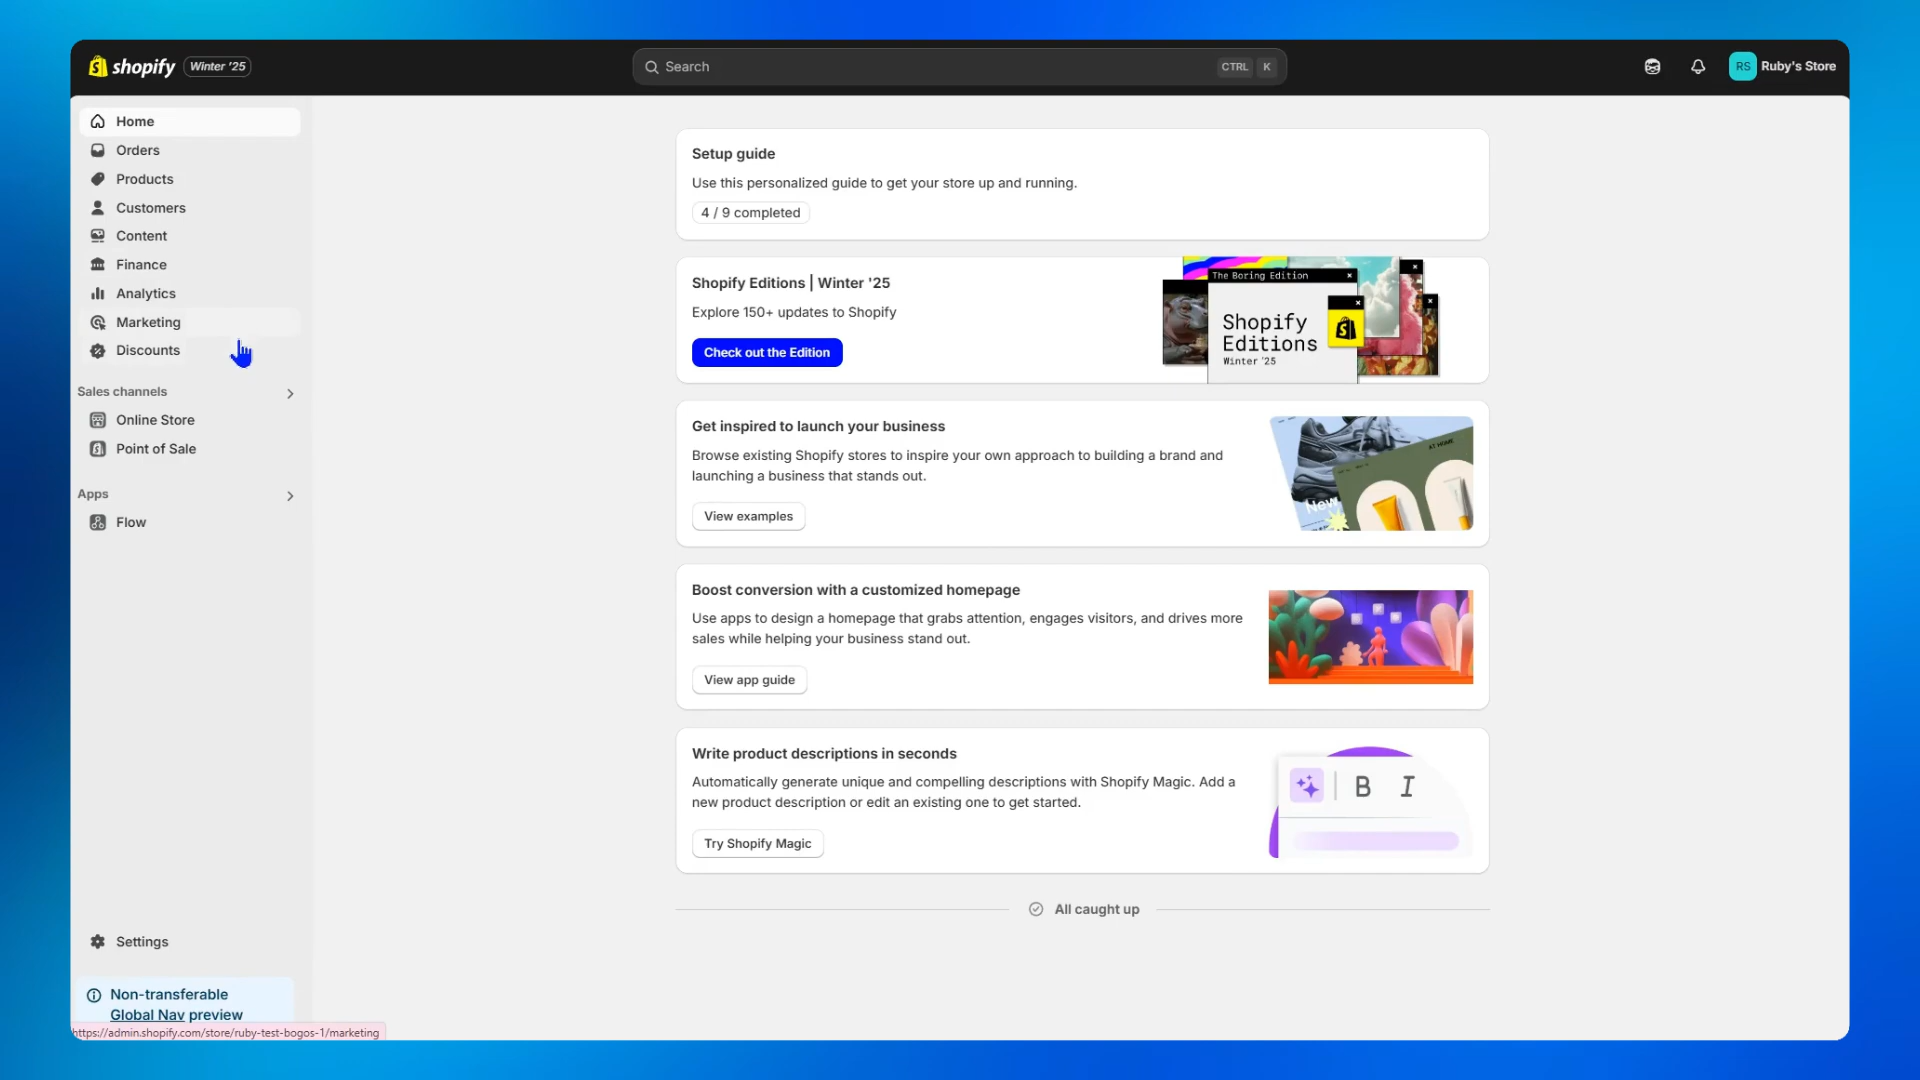 shopify Winter '25
Search CTRL K
RS Ruby's Store
Home
Orders
Products
Customers
Content
Finance
Analytics
Marketing
Discounts
Sales channels
Online Store
Point of Sale
Apps
Flow
Settings
Non-transferable
Global Nav preview
https://admin.shopify.com/store/ruby-test-bogos-1/marketing
Setup guide
Use this personalized guide to get your store up and running.
4 / 9 completed
Shopify Editions | Winter '25
Explore 150+ updates to Shopify
Check out the Edition
The Boring Edition
Shopify
Editions
Winter '25
Get inspired to launch your business
Browse existing Shopify stores to inspire your own approach to building a brand and
launching a business that stands out.
View examples
AT HOME
New
Boost conversion with a customized homepage
Use apps to design a homepage that grabs attention, engages visitors, and drives more
sales while helping your business stand out.
View app guide
Write product descriptions in seconds
Automatically generate unique and compelling descriptions with Shopify Magic. Add a
new product description or edit an existing one to get started.
Try Shopify Magic
B I
All caught up